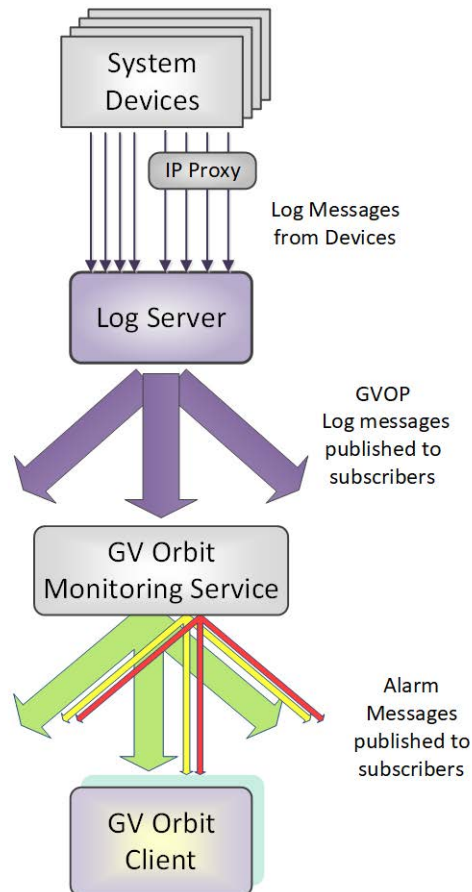 System
Devices
IP Proxy
Log Messages
from Devices
Log Server
GVOP
Log messages
published to
subscribers
GV Orbit
Monitoring Service
Alarm
Messages
published to
subscribers
GV Orbit
Client